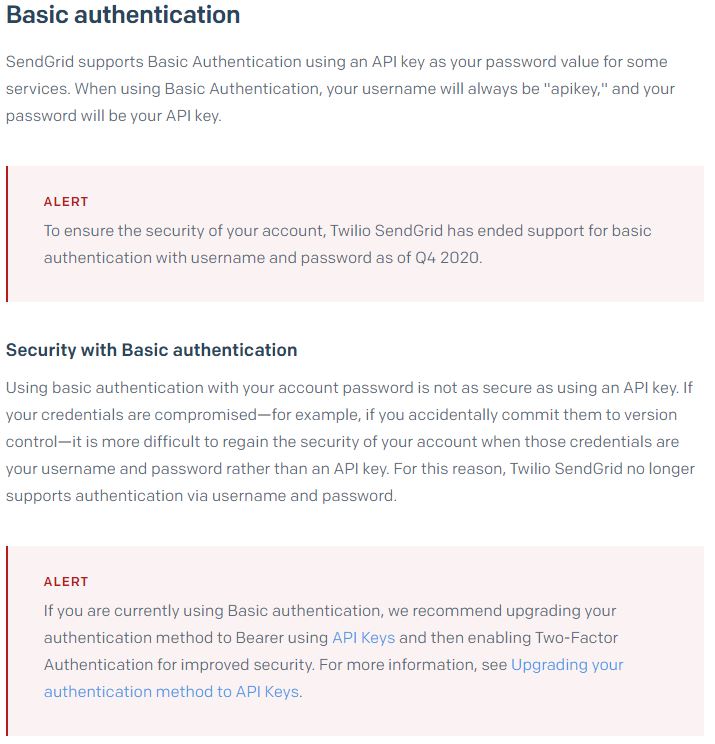 Basic authentication
SendGrid supports Basic Authentication using an API key as your password value for some
services. When using Basic Authentication, your username will always be "apikey," and your
password will be your API key.
ALERT
To ensure the security of your account, Twilio SendGrid has ended support for basic
authentication with username and password as of Q4 2020.
Security with Basic authentication
Using basic authentication with your account password is not as secure as using an API key. If
your credentials are compromised—for example, if you accidentally commit them to version
control—it is more difficult to regain the security of your account when those credentials are
your username and password rather than an API key. For this reason, Twilio SendGrid no longer
supports authentication via username and password.
ALERT
If you are currently using Basic authentication, we recommend upgrading your
authentication method to Bearer using API Keys and then enabling Two-Factor
Authentication for improved security. For more information, see Upgrading your
authentication method to API Keys.